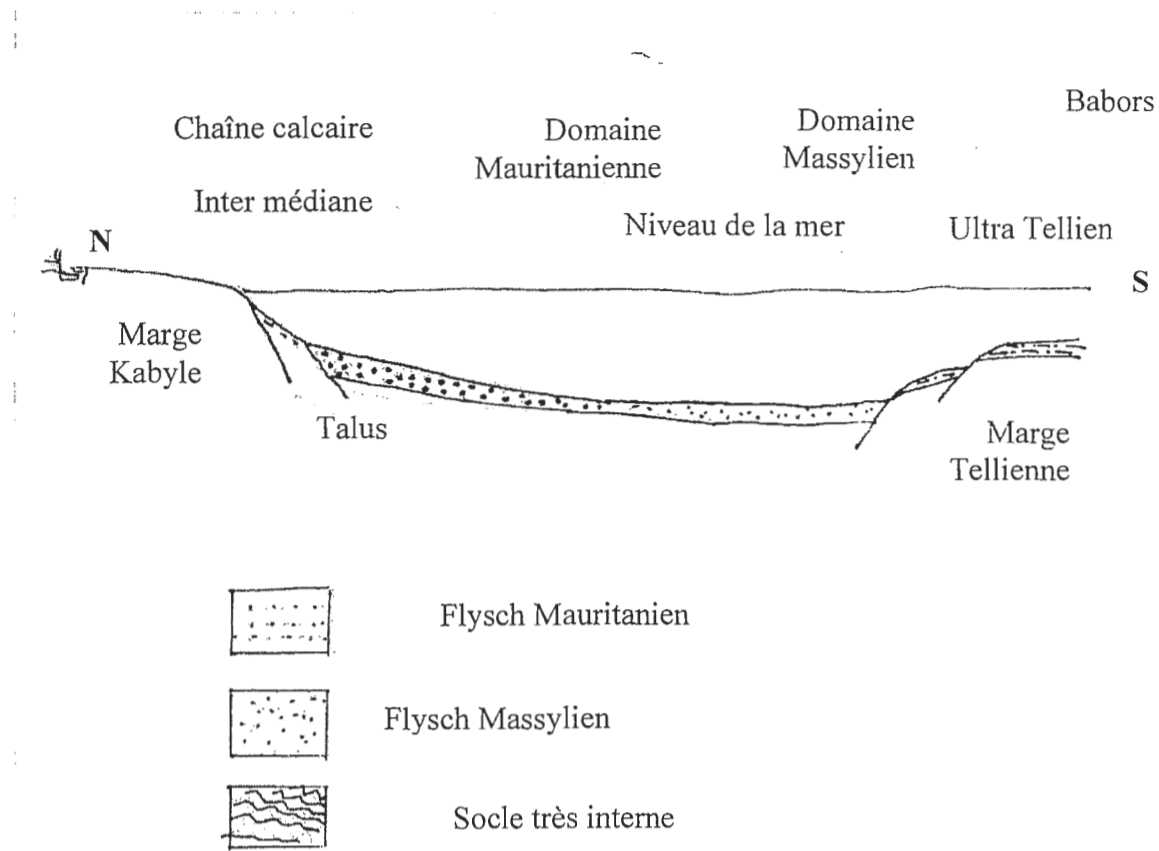 Babors
Chaîne calcaire
Domaine
Mauritanienne
Domaine
Massylien
Inter médiane
Niveau de la mer
Ultra Tellien
N
S
Marge
Kabyle
Talus
Marge
Tellienne
Flysch Mauritanien
Flysch Massylien
Socle très interne